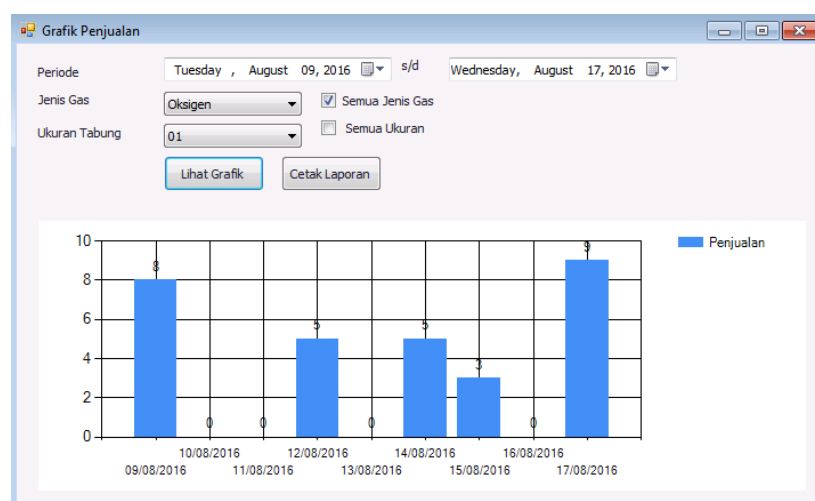 Grafik Penjualan
Periode
Tuesday , August 09, 2016
s/d
Wednesday, August 17, 2016
Jenis Gas
Oksigen
Semua Jenis Gas
Ukuran Tabung
01
Semua Ukuran
Lihat Grafik
Cetak Laporan
10
8
6
4
2
0
8
0
0
5
0
5
3
0
9
Penjualan
10/08/2016
12/08/2016
14/08/2016
16/08/2016
09/08/2016
11/08/2016
13/08/2016
15/08/2016
17/08/2016